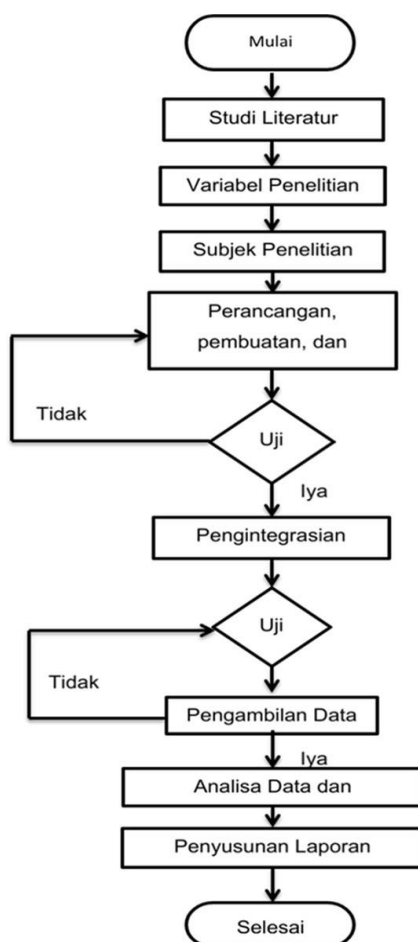 Mulai
Studi Literatur
Variabel Penelitian
Subjek Penelitian
Perancangan,
pembuatan, dan
Tidak
Uji
Iya
Pengintegrasian
Uji
Tidak
Pengambilan Data
Iya
Analisa Data dan
Penyusunan Laporan
Selesai